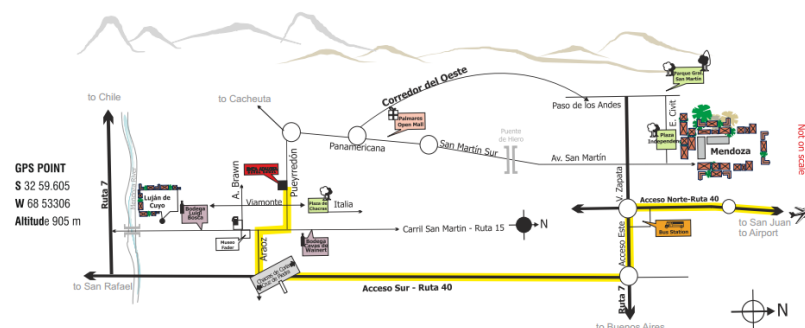 to Chile
to Cacheuta
Corredor del Oeste
Parque Gral.
San Martín
Palmares
Open Mall
Paso de los Andes
E. Civit
Panamericana
San Martín Sur
Puente
de Hierro
Av. San Martín
Plaza
Mendoza
Not on scale
GPS POINT
S 32 59.605
W 68 53306
Altitude 905 m
Ruta 7
Luján de
Cuyo
A. Brawn
Pueyrredón
Viamonte
Plaza de
Chacras
Italia
Bodega
Luigi
Bosca
V. Zapata
Acceso Norte-Ruta 40
to San Juan
to Airport
Museo
Fader
Araoz
Bodega
Cavas de
Weinert
Carril San Martin - Ruta 15
N
Acceso Este
Bus Station
to San Rafael
Acceso Sur - Ruta 40
Ruta 7
to Buenos Aires
N